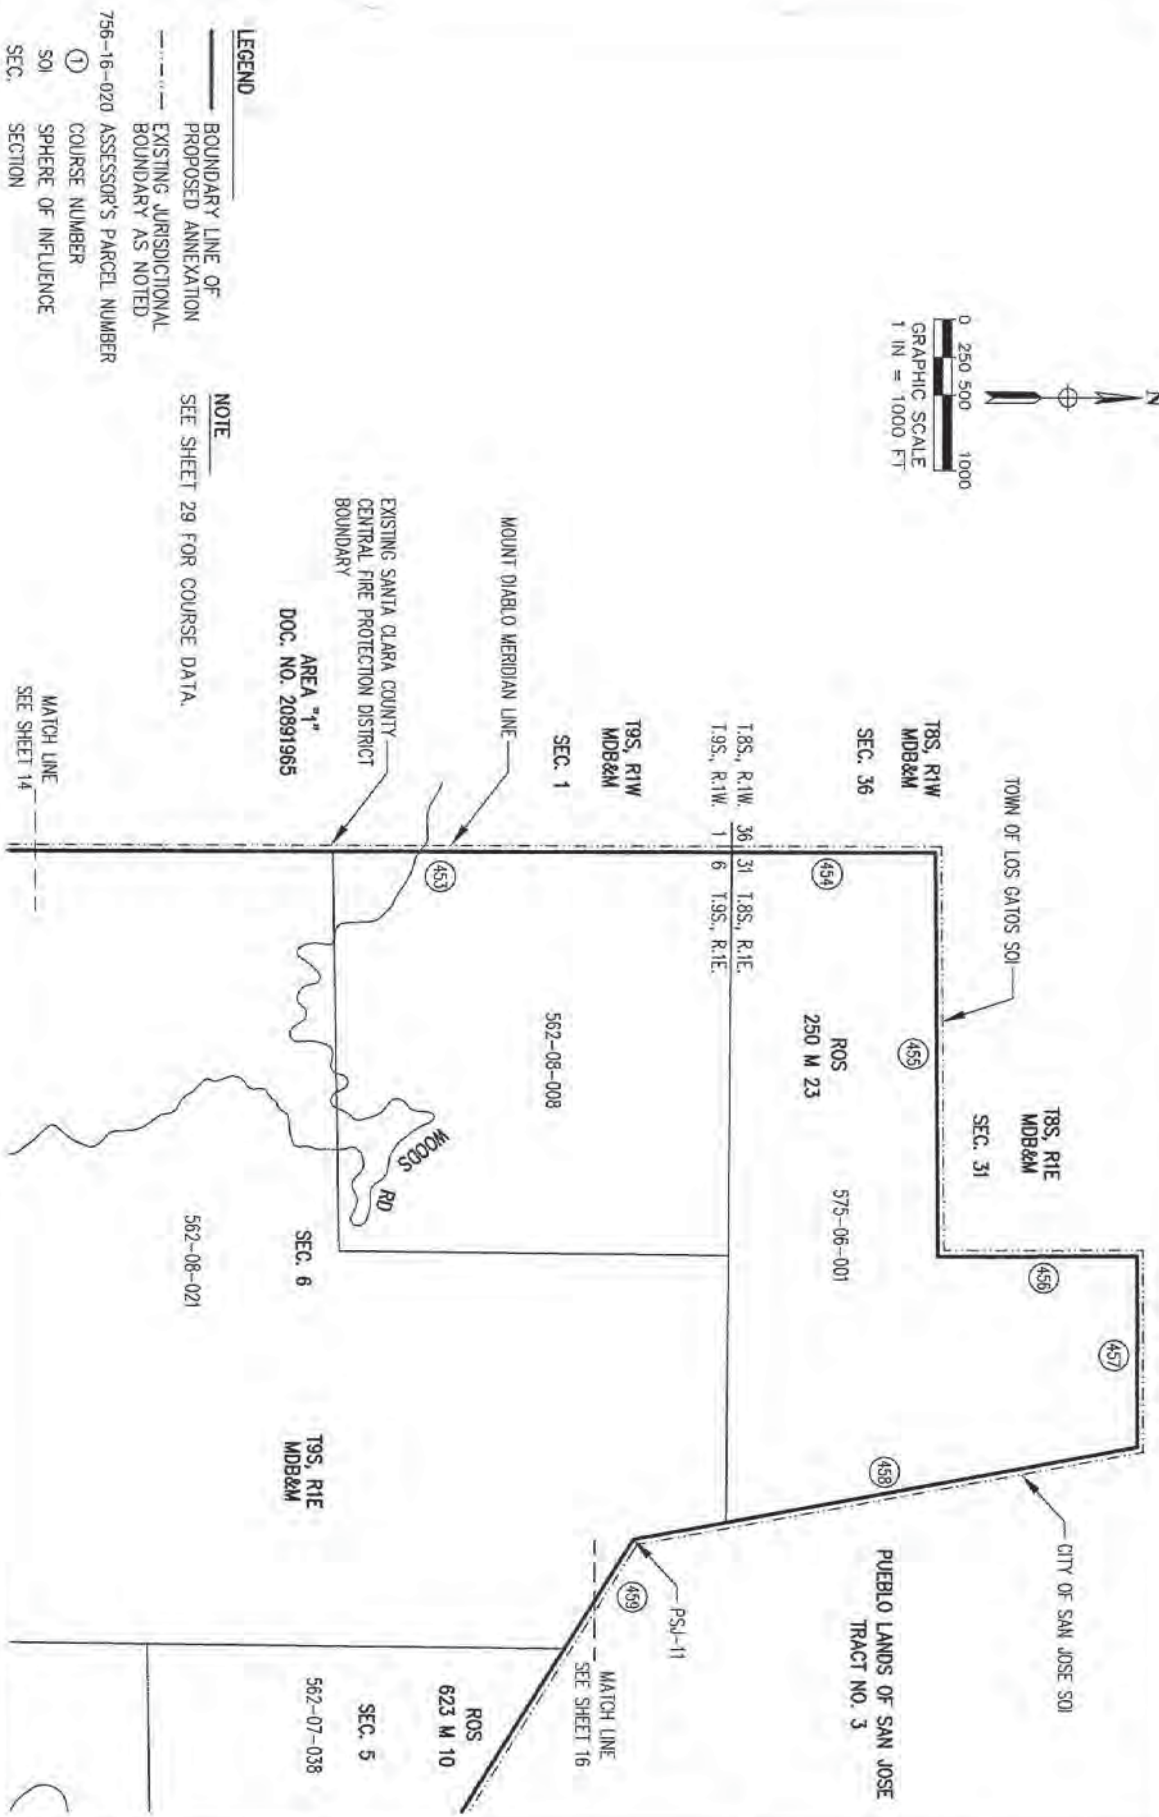 N
0 250 500 1000
GRAPHIC SCALE
1 IN = 1000 FT
TOWN OF LOS GATOS SOI
T8S, R1W
MDB&M
SEC. 36
T8S, R1E
MDB&M
SEC. 31
CITY OF SAN JOSE SOI
PUEBLO LANDS OF SAN JOSE
TRACT NO. 3
454
455
456
457
458
459
453
ROS
250 M 23
575-06-001
T.8S., R.1W. 36 31 T.8S., R.1E.
T.9S., R.1W. 1 6 T.9S., R.1E.
T9S, R1W
MDB&M
SEC. 1
PSJ-11
MATCH LINE
SEE SHEET 16
MOUNT DIABLO MERIDIAN LINE
562-08-008
EXISTING SANTA CLARA COUNTY
CENTRAL FIRE PROTECTION DISTRICT
BOUNDARY
AREA "1"
DOC. NO. 20891965
WOODS
RD
SEC. 6
562-08-021
T9S, R1E
MDB&M
ROS
623 M 10
SEC. 5
562-07-038
MATCH LINE
SEE SHEET 14
LEGEND
BOUNDARY LINE OF
PROPOSED ANNEXATION
EXISTING JURISDICTIONAL
BOUNDARY AS NOTED
756-16-020 ASSESSOR'S PARCEL NUMBER
1 COURSE NUMBER
SOI SPHERE OF INFLUENCE
SEC. SECTION
NOTE
SEE SHEET 29 FOR COURSE DATA.